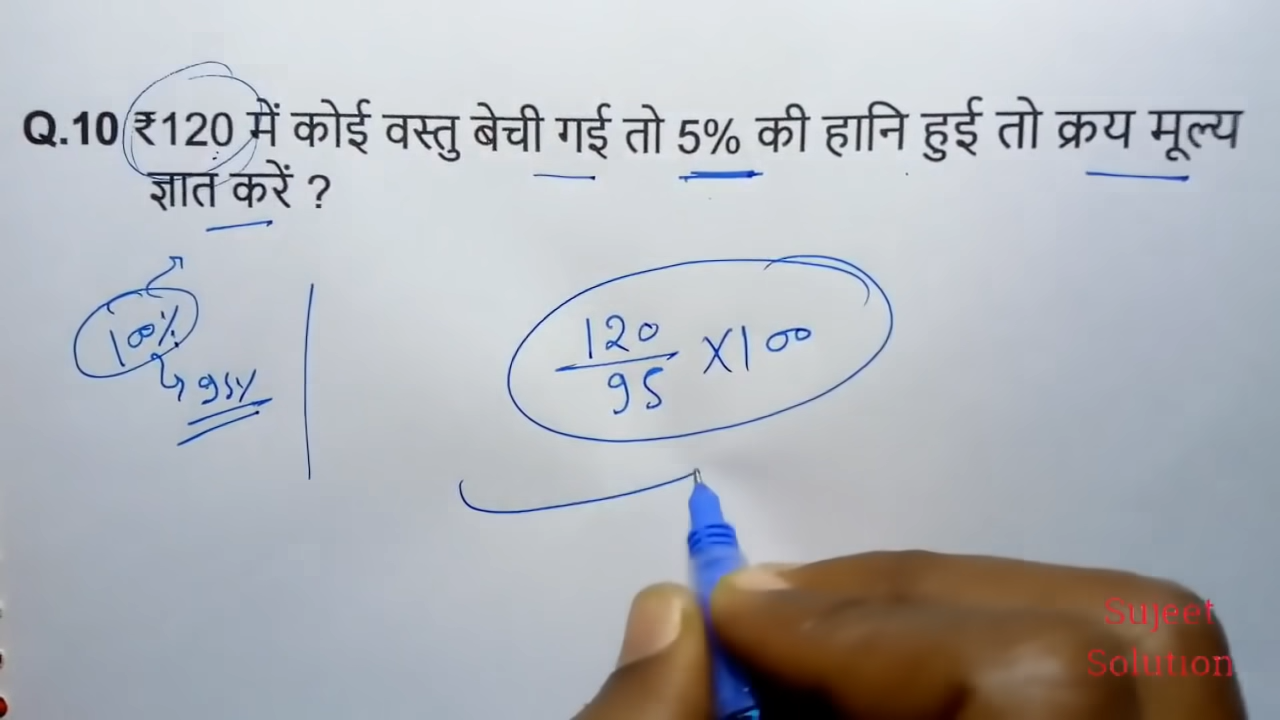 Q.10 ₹120 में कोई वस्तु बेची गई तो 5% की हानि हुई तो क्रय मूल्य
ज्ञात करें ?
100%
95%
120
95
X100
Sujeet
Solution